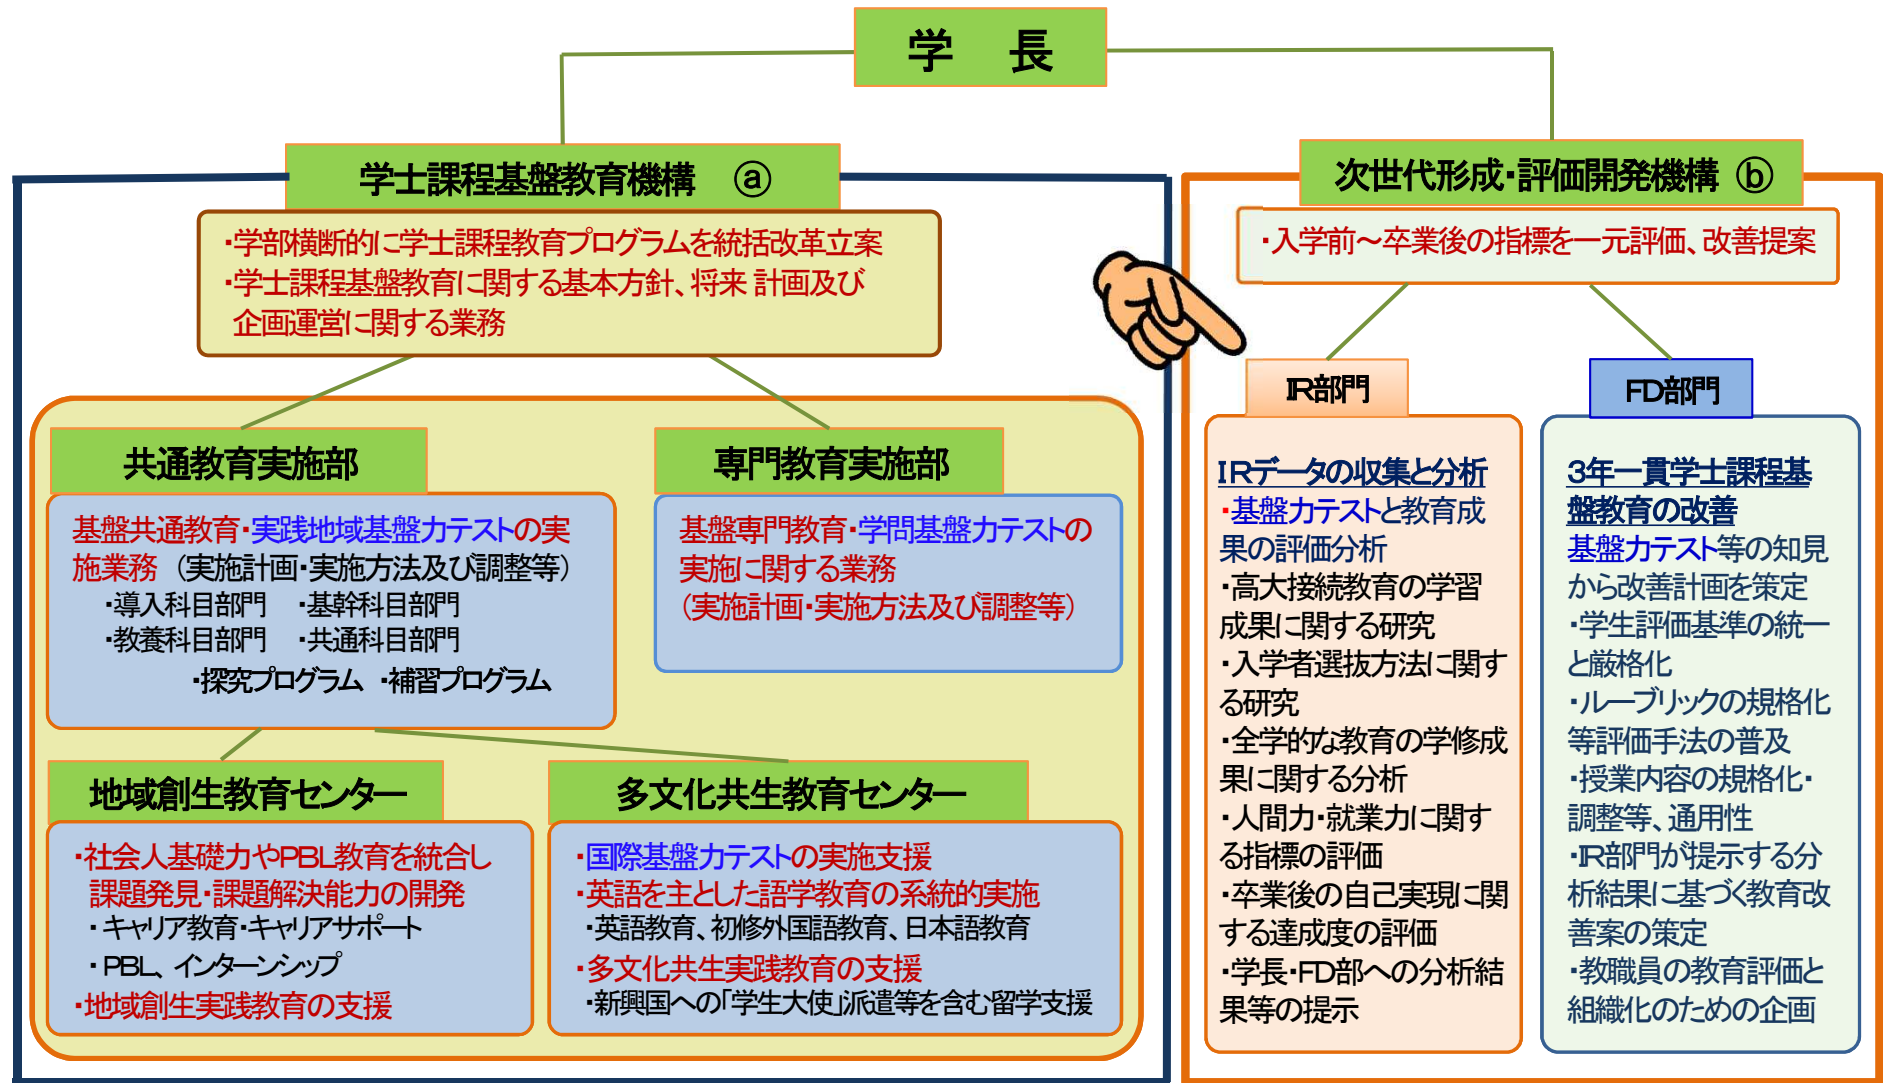 学 長
学士課程基盤教育機構 ⓐ
・学部横断的に学士課程教育プログラムを統括改革立案
・学士課程基盤教育に関する基本方針、将来 計画及び
企画運営に関する業務
共通教育実施部
基盤共通教育・実践地域基盤力テストの実
施業務 (実施計画・実施方法及び調整等)
・導入科目部門 ・基幹科目部門
・教養科目部門 ・共通科目部門
・探究プログラム ・補習プログラム
専門教育実施部
基盤専門教育・学問基盤力テストの
実施に関する業務
(実施計画・実施方法及び調整等)
地域創生教育センター
・社会人基礎力やPBL教育を統合し
課題発見・課題解決能力の開発
・キャリア教育・キャリアサポート
・PBL、インターンシップ
・地域創生実践教育の支援
多文化共生教育センター
・国際基盤力テストの実施支援
・英語を主とした語学教育の系統的実施
・英語教育、初修外国語教育、日本語教育
・多文化共生実践教育の支援
・新興国への「学生大使」派遣等を含む留学支援
次世代形成・評価開発機構 ⓑ
・入学前～卒業後の指標を一元評価、改善提案
IR部門
IRデータの収集と分析
・基盤力テストと教育成
果の評価分析
・高大接続教育の学習
成果に関する研究
・入学者選抜方法に関す
る研究
・全学的な教育の学修成
果に関する分析
・人間力・就業力に関す
る指標の評価
・卒業後の自己実現に関
する達成度の評価
・学長・FD部への分析結
果等の提示
FD部門
3年一貫学士課程基
盤教育の改善
基盤力テスト等の知見
から改善計画を策定
・学生評価基準の統一
と厳格化
・ルーブリックの規格化
等評価手法の普及
・授業内容の規格化・
調整等、通用性
・IR部門が提示する分
析結果に基づく教育改
善案の策定
・教職員の教育評価と
組織化のための企画